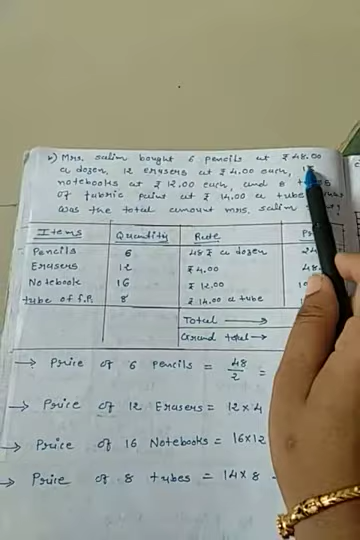 b) Mrs. Salim bought 6 pencils at ₹ 48.00
a dozen, 12 erasers at ₹ 4.00 each,
notebooks at ₹ 12.00 each, and 8
of fabric paint at ₹ 14.00 a tube.
was the total amount Mrs. Salim
Items Quantity Rate
Pencils 6 48 ₹ a dozen 24
Erasers 12 ₹ 4.00 48
Notebook 16 ₹ 12.00
tube of F.P. 8 ₹ 14.00 a tube
Total →
Grand total →
→ Price of 6 pencils = 48/2 =
→ Price of 12 Erasers = 12×4
→ Price of 16 Notebooks = 16×12
→ Price of 8 tubes = 14×8